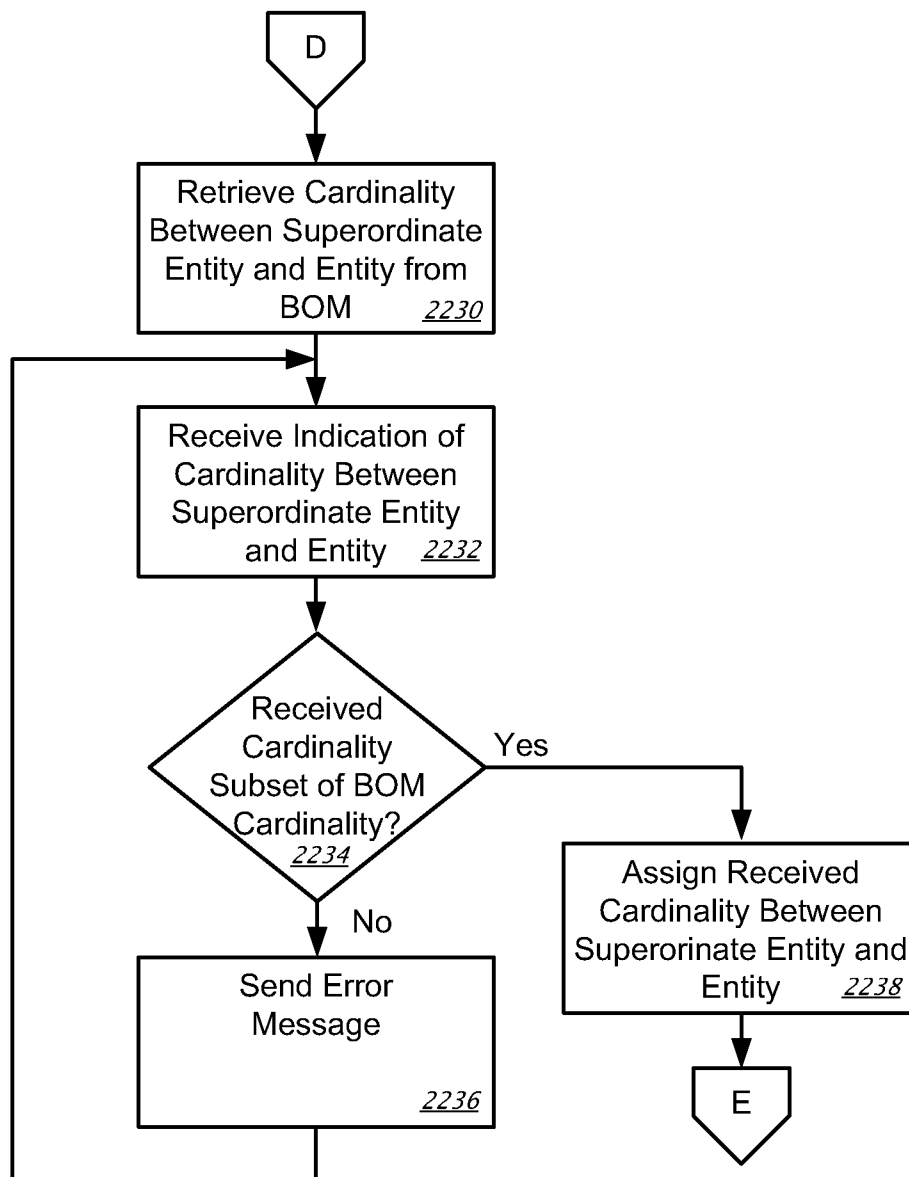 D
Retrieve Cardinality
Between Superordinate
Entity and Entity from
BOM 2230
Receive Indication of
Cardinality Between
Superordinate Entity
and Entity 2232
Received
Cardinality
Subset of BOM
Cardinality?
2234
Yes
No
Assign Received
Cardinality Between
Superorinate Entity and
Entity 2238
Send Error
Message
2236
E